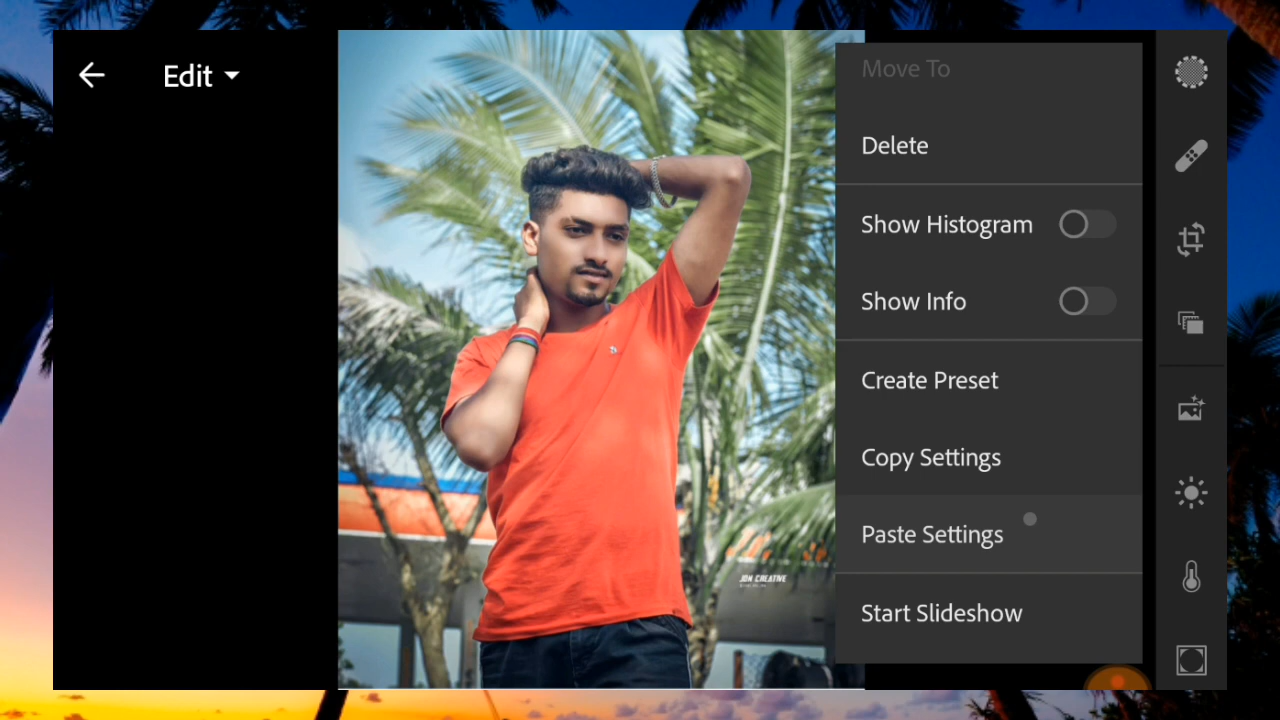 Edit
Move To
Delete
Show Histogram
Show Info
Create Preset
Copy Settings
Paste Settings
Start Slideshow
JDN CREATIVE